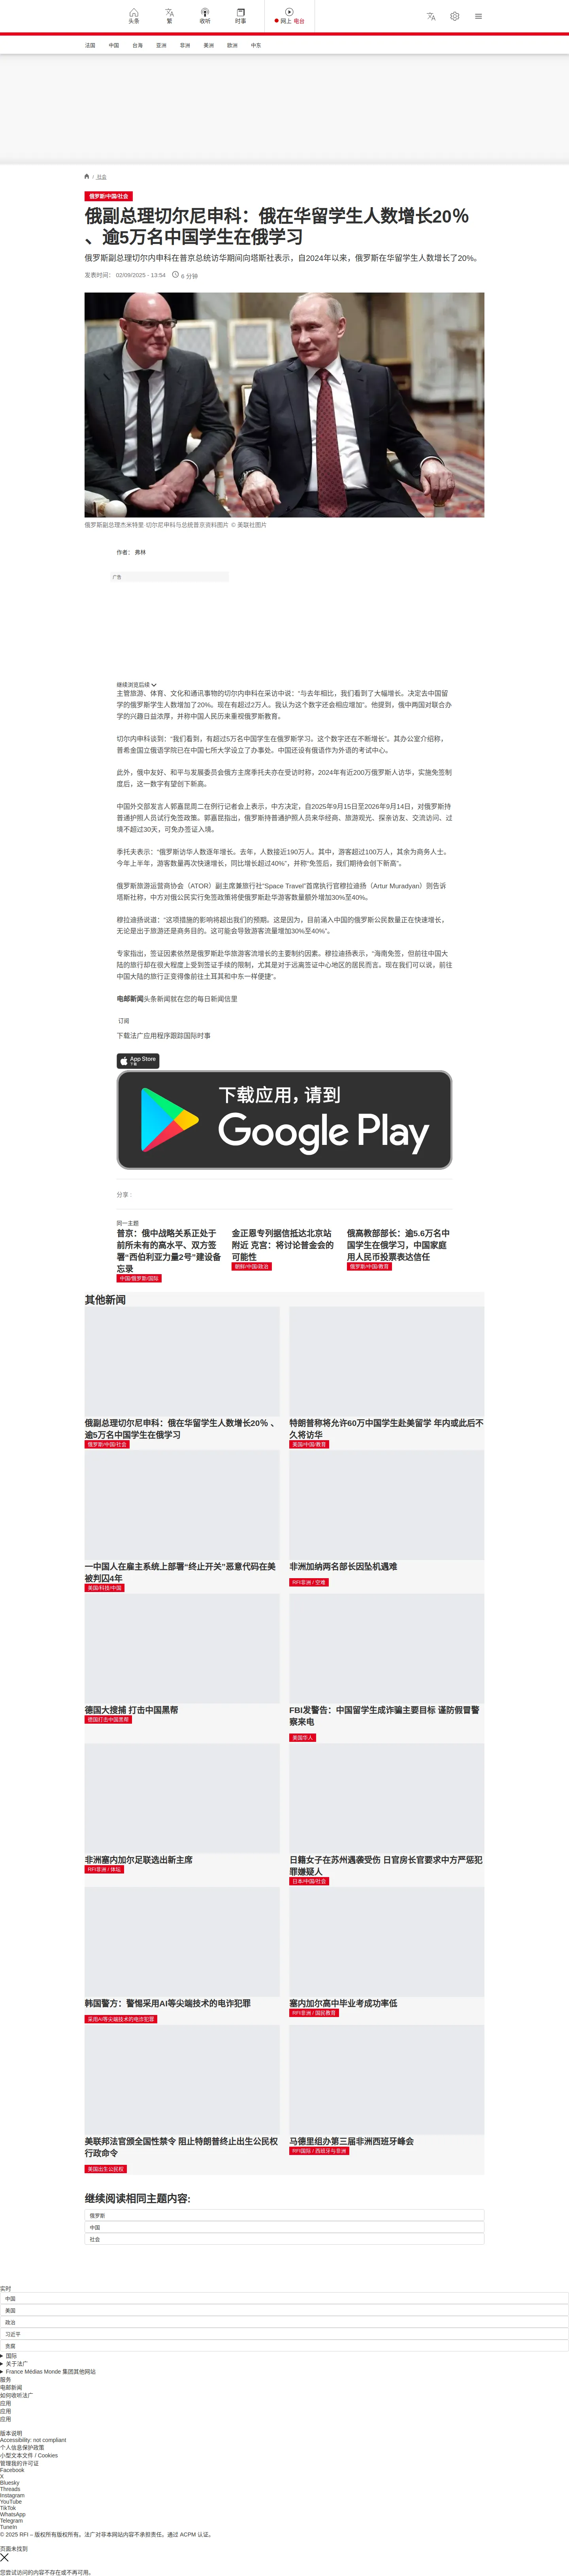 头条
繁
收听
时事
网上 电台
法国
中国
台海
亚洲
非洲
美洲
欧洲
中东
/ 社会
俄罗斯/中国/社会
俄副总理切尔尼申科：俄在华留学生人数增长20%
、逾5万名中国学生在俄学习
俄罗斯副总理切尔内申科在普京总统访华期间向塔斯社表示，自2024年以来，俄罗斯在华留学生人数增长了20%。
发表时间： 02/09/2025 - 13:54
6 分钟
俄罗斯副总理杰米特里·切尔尼申科与总统普京资料图片 © 美联社图片
作者： 弗林
广告
继续浏览后续
主管旅游、体育、文化和通讯事物的切尔内申科在采访中说：“与去年相比，我们看到了大幅增长。决定去中国留
学的俄罗斯学生人数增加了20%。现在有超过2万人。我认为这个数字还会相应增加”。他提到，俄中两国对联合办
学的兴趣日益浓厚，并称中国人民历来重视俄罗斯教育。
切尔内申科谈到：“我们看到，有超过5万名中国学生在俄罗斯学习。这个数字还在不断增长”。其办公室介绍称，
普希金国立俄语学院已在中国七所大学设立了办事处。中国还设有俄语作为外语的考试中心。
此外，俄中友好、和平与发展委员会俄方主席季托夫亦在受访时称，2024年有近200万俄罗斯人访华，实施免签制
度后，这一数字有望创下新高。
中国外交部发言人郭嘉昆周二在例行记者会上表示，中方决定，自2025年9月15日至2026年9月14日，对俄罗斯持
普通护照人员试行免签政策。郭嘉昆指出，俄罗斯持普通护照人员来华经商、旅游观光、探亲访友、交流访问、过
境不超过30天，可免办签证入境。
季托夫表示：“俄罗斯访华人数逐年增长。去年，人数接近190万人。其中，游客超过100万人，其余为商务人士。
今年上半年，游客数量再次快速增长，同比增长超过40%”，并称“免签后，我们期待会创下新高”。
俄罗斯旅游运营商协会（ATOR）副主席兼旅行社“Space Travel”首席执行官穆拉迪扬（Artur Muradyan）则告诉
塔斯社称，中方对俄公民实行免签政策将使俄罗斯赴华游客数量额外增加30%至40%。
穆拉迪扬说道：“这项措施的影响将超出我们的预期。这是因为，目前涌入中国的俄罗斯公民数量正在快速增长，
无论是出于旅游还是商务目的。这可能会导致游客流量增加30%至40%”。
专家指出，签证因素依然是俄罗斯赴华旅游客流增长的主要制约因素。穆拉迪扬表示，“海南免签，但前往中国大
陆的旅行却在很大程度上受到签证手续的限制，尤其是对于远离签证中心地区的居民而言。现在我们可以说，前往
中国大陆的旅行正变得像前往土耳其和中东一样便捷”。
电邮新闻头条新闻就在您的每日新闻信里
订阅
下载法广应用程序跟踪国际时事
App Store
下载
下载应用，请到
Google Play
分享 :
同一主题
普京：俄中战略关系正处于
前所未有的高水平、双方签
署“西伯利亚力量2号”建设备
忘录
中国/俄罗斯/国际
金正恩专列据信抵达北京站
附近 克宫：将讨论普金会的
可能性
朝鲜/中国/政治
俄高教部部长：逾5.6万名中
国学生在俄学习，中国家庭
用人民币投票表达信任
俄罗斯/中国/教育
其他新闻
俄副总理切尔尼申科：俄在华留学生人数增长20％ 、
逾5万名中国学生在俄学习
俄罗斯/中国/社会
特朗普称将允许60万中国学生赴美留学 年内或此后不
久将访华
美国/中国/教育
一中国人在雇主系统上部署“终止开关”恶意代码在美
被判囚4年
美国/科技/中国
非洲加纳两名部长因坠机遇难
RFI非洲 / 空难
德国大搜捕 打击中国黑帮
德国打击中国黑帮
FBI发警告：中国留学生成诈骗主要目标 谨防假冒警
察来电
美国华人
非洲塞内加尔足联选出新主席
RFI非洲 / 体坛
日籍女子在苏州遇袭受伤 日官房长官要求中方严惩犯
罪嫌疑人
日本/中国/社会
韩国警方：警惕采用AI等尖端技术的电诈犯罪
采用AI等尖端技术的电诈犯罪
塞内加尔高中毕业考成功率低
RFI非洲 / 国民教育
美联邦法官颁全国性禁令 阻止特朗普终止出生公民权
行政命令
美国出生公民权
马德里组办第三届非洲西班牙峰会
RFI国际 / 西班牙与非洲
继续阅读相同主题内容:
俄罗斯
中国
社会
实时
中国
美国
政治
习近平
贵腐
国际
关于法广
France Médias Monde 集团其他网站
服务
电邮新闻
如何收听法广
应用
应用
应用
版本说明
Accessibility: not compliant
个人信息保护政策
小型文本文件 / Cookies
管理我的许可证
Facebook
X
Bluesky
Threads
Instagram
YouTube
TikTok
WhatsApp
Telegram
TuneIn
© 2025 RFI – 版权所有版权所有。法广对非本网站内容不承担责任。通过 ACPM 认证。
页面未找到
您尝试访问的内容不存在或不再可用。